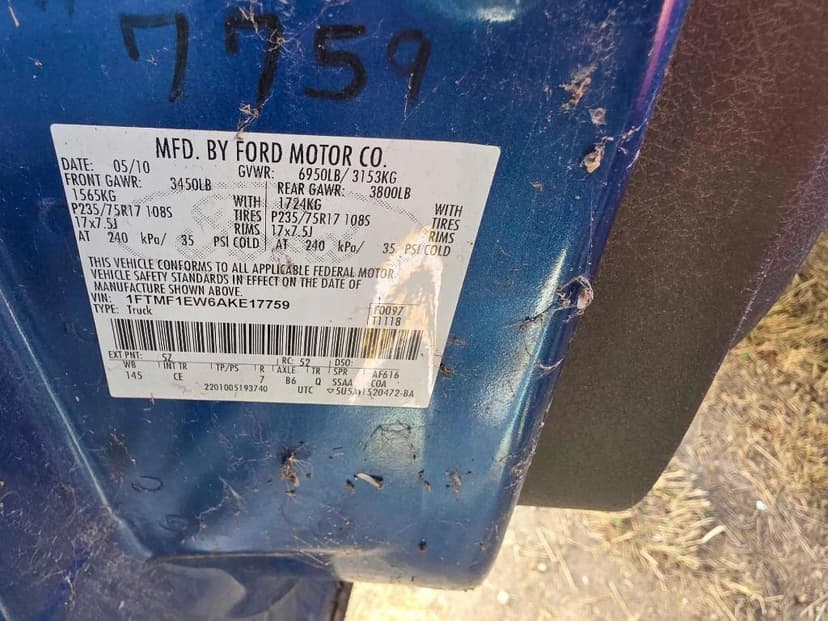 7759
MFD. BY FORD MOTOR CO.
DATE: 05/10 GVWR: 6950LB/ 3153KG
FRONT GAWR: 3450LB REAR GAWR: 3800LB
1565KG WITH 1724KG WITH
P235/75R17 108S TIRES P235/75R17 108S TIRES
17x7.5J RIMS 17x7.5J RIMS
AT 240 kPa/ 35 PSI COLD AT 240 kPa/ 35 PSI COLD
THIS VEHICLE CONFORMS TO ALL APPLICABLE FEDERAL MOTOR
VEHICLE SAFETY STANDARDS IN EFFECT ON THE DATE OF
MANUFACTURE SHOWN ABOVE.
VIN: 1FTMF1EW6AKE17759 F0097
TYPE: Truck T1118
EXT PNT: SZ RC: 52 DSO:
WB INT TR TP/PS R AXLE TR SPR AF616
145 CE 7 B6 Q S5AA C0A
2201005193740 UTC